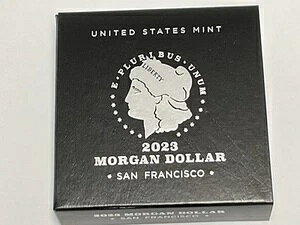 UNITED STATES MINT
E · PLURIBUS · UNUM
LIBERTY
2023
MORGAN DOLLAR
• SAN FRANCISCO •
2023 MORGAN DOLLAR
• SAN FRANCISCO •